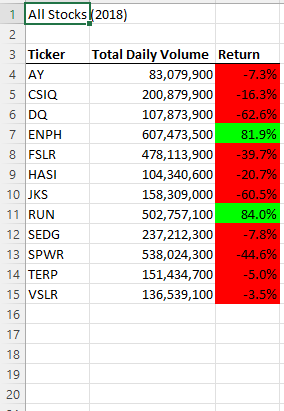 1 All Stocks (2018)
2
3 Ticker Total Daily Volume Return
4 AY 83,079,900 -7.3%
5 CSIQ 200,879,900 -16.3%
6 DQ 107,873,900 -62.6%
7 ENPH 607,473,500 81.9%
8 FSLR 478,113,900 -39.7%
9 HASI 104,340,600 -20.7%
10 JKS 158,309,000 -60.5%
11 RUN 502,757,100 84.0%
12 SEDG 237,212,300 -7.8%
13 SPWR 538,024,300 -44.6%
14 TERP 151,434,700 -5.0%
15 VSLR 136,539,100 -3.5%
16
17
18
19
20